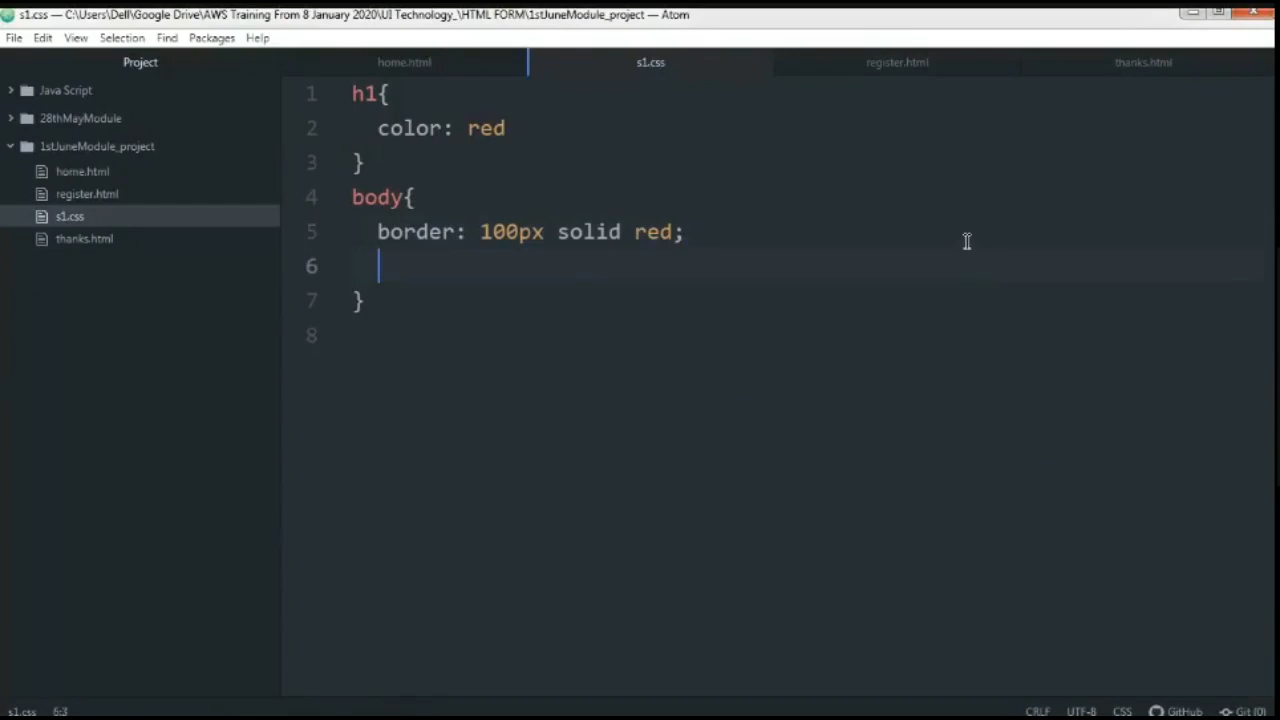 s1.css — C:\Users\Dell\Google Drive\AWS Training From 8 January 2020\UI Technology_\HTML FORM\1stJuneModule_project — Atom
File Edit View Selection Find Packages Help
Project
home.html
s1.css
register.html
thanks.html
Java Script
28thMayModule
1stJuneModule_project
home.html
register.html
s1.css
thanks.html
1 h1{
2 color: red
3 }
4 body{
5 border: 100px solid red;
6
7 }
8
s1.css 6:3
CRLF UTF-8 CSS GitHub Git (0)